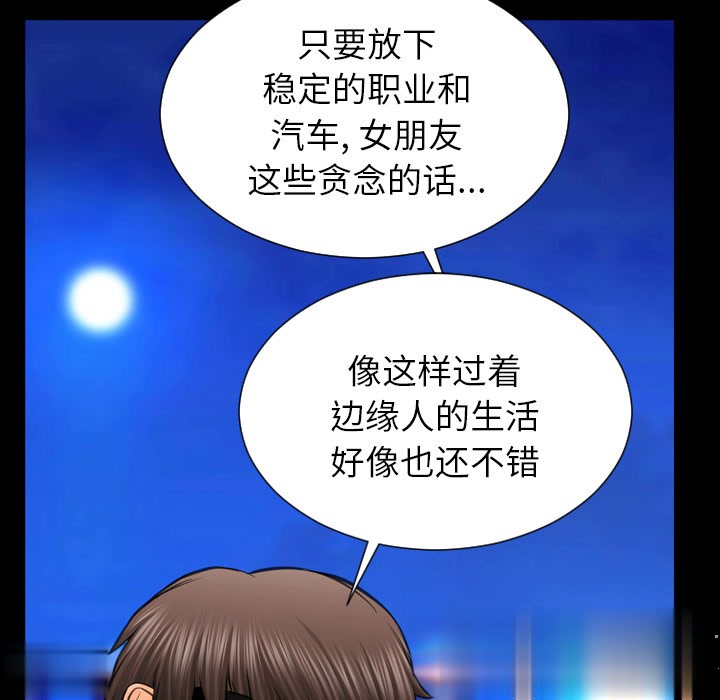 只要放下
稳定的职业和
汽车, 女朋友
这些贪念的话...
像这样过着
边缘人的生活
好像也还不错